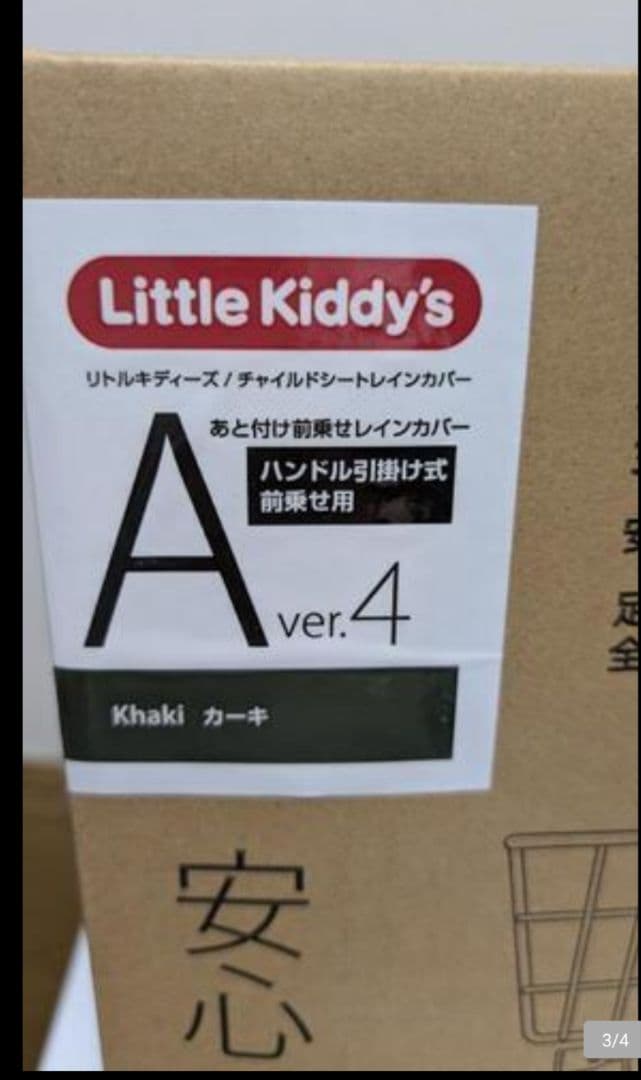 Little Kiddy's
リトルキディーズ / チャイルドシートレインカバー
あと付け前乗せレインカバー
ハンドル引掛け式
前乗せ用
A ver.4
Khaki カーキ
安心
全
3/4